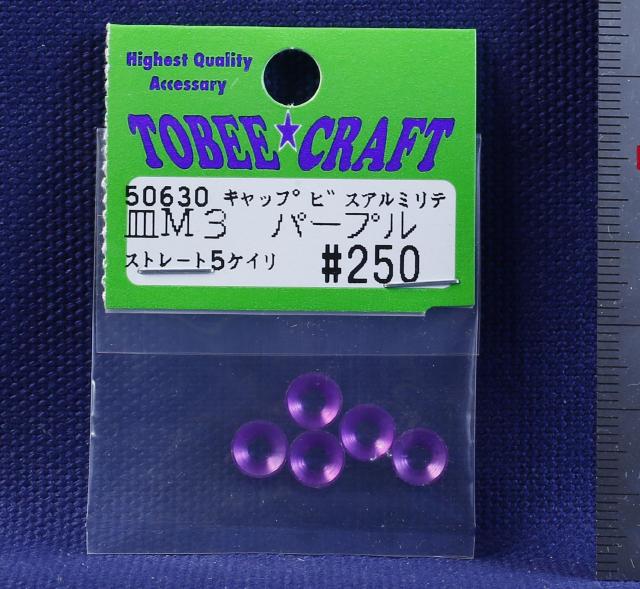 Highest Quality
Accessary
TOBEE★CRAFT
50630 キャップビスアルミリテ
皿M3 パープル
ストレート5ケイリ #250